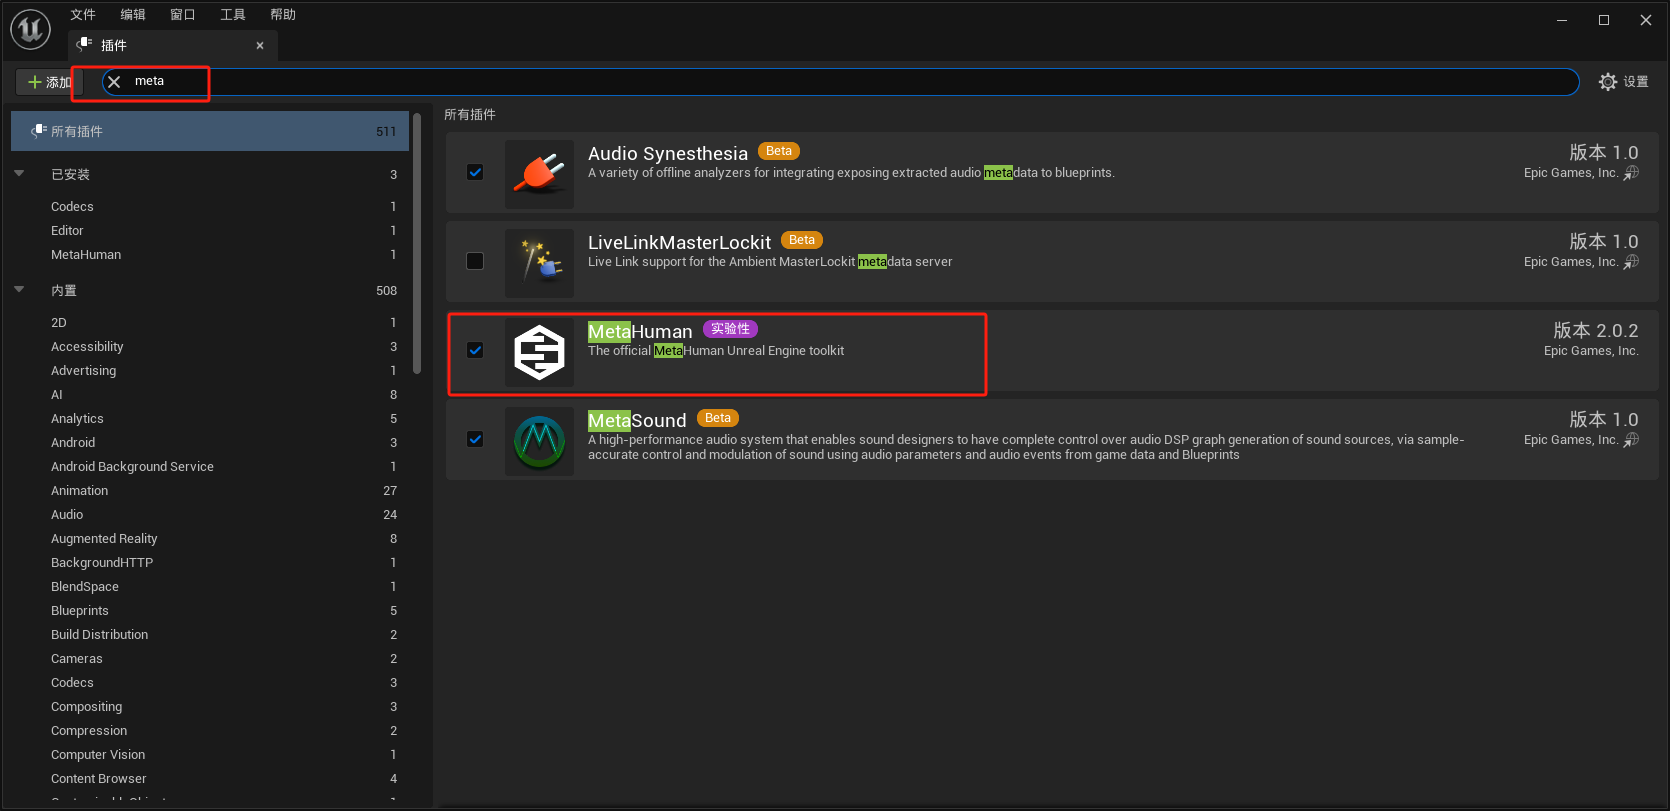 文件 编辑 窗口 工具 帮助
插件
添加
meta
设置
所有插件 511
已安装 3
Codecs 1
Editor 1
MetaHuman 1
内置 508
2D 1
Accessibility 3
Advertising 1
AI 8
Analytics 5
Android 3
Android Background Service 1
Animation 27
Audio 24
Augmented Reality 8
BackgroundHTTP 1
BlendSpace 1
Blueprints 5
Build Distribution 2
Cameras 2
Codecs 3
Compositing 3
Compression 2
Computer Vision 1
Content Browser 4
所有插件
Audio Synesthesia Beta 版本 1.0
A variety of offline analyzers for integrating exposing extracted audio metadata to blueprints. Epic Games, Inc.
LiveLinkMasterLockit Beta 版本 1.0
Live Link support for the Ambient MasterLockit metadata server Epic Games, Inc.
MetaHuman 实验性 版本 2.0.2
The official MetaHuman Unreal Engine toolkit Epic Games, Inc.
MetaSound Beta 版本 1.0
A high-performance audio system that enables sound designers to have complete control over audio DSP graph generation of sound sources, via sample- Epic Games, Inc.
accurate control and modulation of sound using audio parameters and audio events from game data and Blueprints